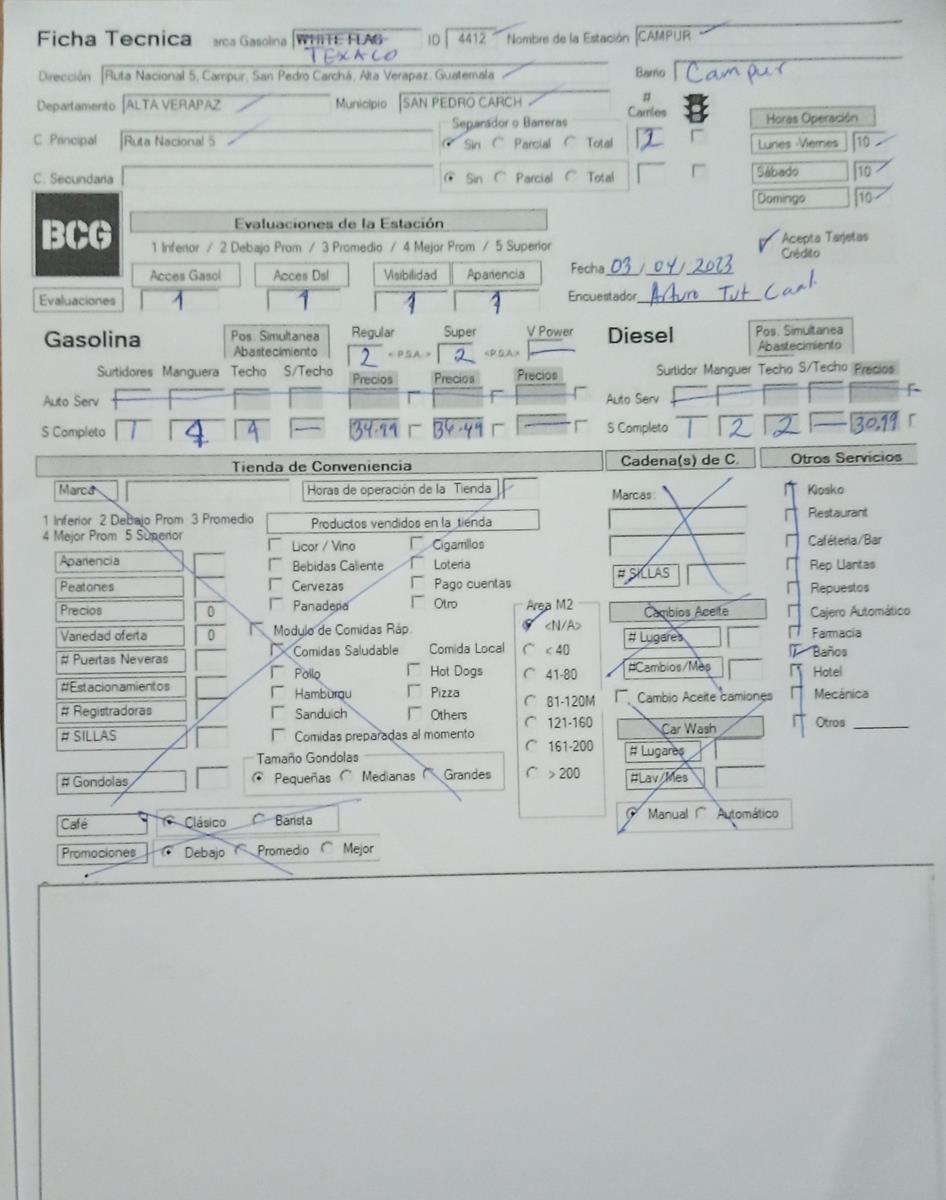 Ficha Tecnica arca Gasolina WHITE FLAG ID 4412 Nombre de la Estación CAMPUR
TEXACO
Dirección Ruta Nacional 5, Campur, San Pedro Carchá, Alta Verapaz, Guatemala Barrio Campur
Departamento ALTA VERAPAZ Municipio SAN PEDRO CARCH # Carriles
Separador o Barreras Horas Operación
C. Principal Ruta Nacional 5 Sin Parcial Total 2 Lunes -Viernes 10
C. Secundaria Sin Parcial Total Sábado 10
Domingo 10
BCG
Evaluaciones de la Estación
1 Inferior / 2 Debajo Prom / 3 Promedio / 4 Mejor Prom / 5 Superior Acepta Tarjetas Crédito
Acces Gasol Acces Dsl Visibilidad Apariencia Fecha 03/04/2023
Evaluaciones 1 1 1 1 Encuestador Arturo Tut Caal
Gasolina Pos. Simultanea Abastecimiento Regular Super V Power Diesel Pos. Simultanea Abastecimiento
2 <P.S.A.> 2 <P.S.A.> —
Surtidores Manguera Techo S/Techo Precios Precios Precios Surtidor Manguer Techo S/Techo Precios
Auto Serv Auto Serv
S Completo 1 4 4 — 34.99 36.49 — S Completo 1 2 2 — 30.99
Tienda de Conveniencia Cadena(s) de C. Otros Servicios
Marca Horas de operación de la Tienda Marcas: Kiosko
1 Inferior 2 Debajo Prom 3 Promedio Productos vendidos en la tienda Restaurant
4 Mejor Prom 5 Superior Licor / Vino Cigarrillos Cafétería/Bar
Apariencia Bebidas Caliente Loteria # SILLAS Rep Llantas
Peatones Cervezas Pago cuentas Repuestos
Precios 0 Panaderia Otro Area M2 Cambios Aceite Cajero Automático
Variedad oferta 0 Modulo de Comidas Ráp. <N/A> # Lugares Farmacia
# Puertas Neveras Comidas Saludable Comida Local < 40 Baños
#Estacionamientos Pollo Hot Dogs 41-80 #Cambios/Mes Hotel
# Registradoras Hamburgu Pizza 81-120M Cambio Aceite camiones Mecánica
# SILLAS Sanduich Others 121-160 Car Wash Otros
Comidas preparadas al momento 161-200 # Lugares
Tamaño Gondolas
# Gondolas Pequeñas Medianas Grandes > 200 #Lav/Mes
Café Clásico Barista Manual Automático
Promociones Debajo Promedio Mejor